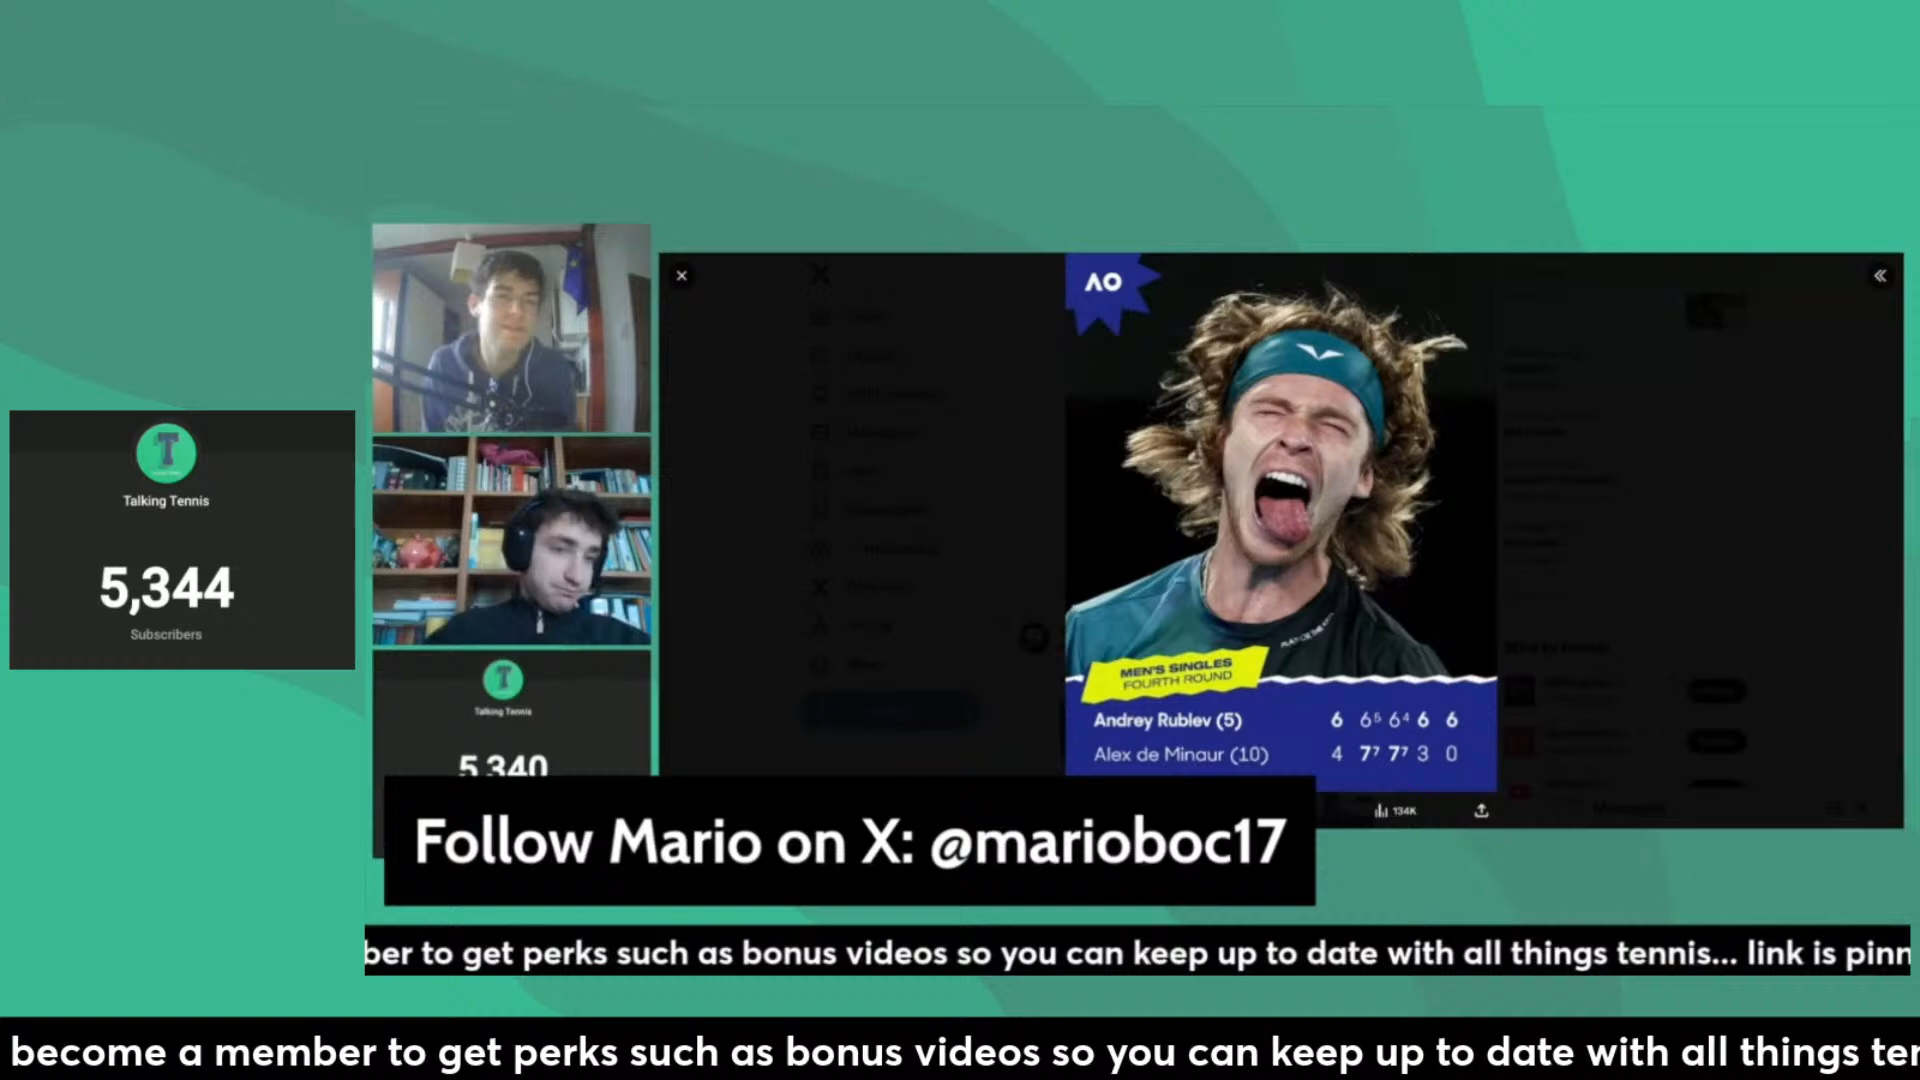 Talking Tennis
5,344
Subscribers
Talking Tennis
5,340
AO
MEN'S SINGLES
FOURTH ROUND
Andrey Rublev (5) 6 6⁵ 6⁴ 6 6
Alex de Minaur (10) 4 7⁷ 7⁷ 3 0
134K
Follow Mario on X: @marioboc17
ber to get perks such as bonus videos so you can keep up to date with all things tennis... link is pinn
become a member to get perks such as bonus videos so you can keep up to date with all things ter